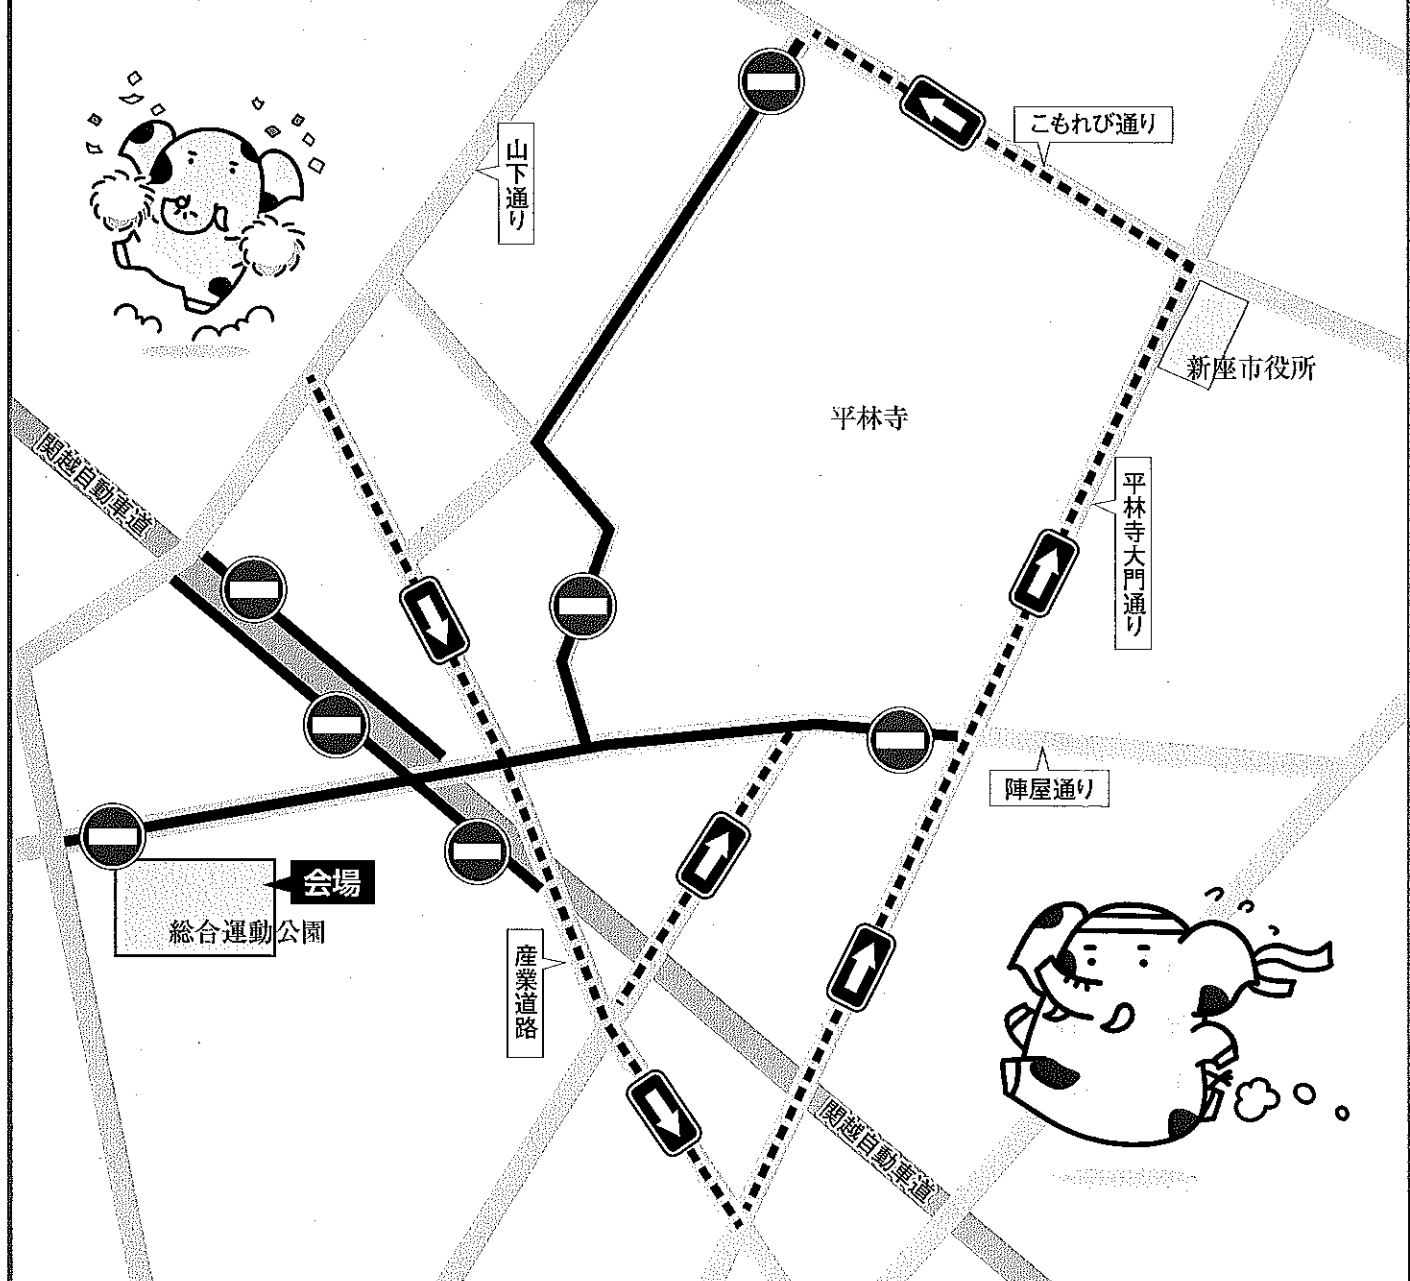 こもれび通り
山下通り
新座市役所
平林寺
関越自動車道
平林寺大門通り
陣屋通り
会場
総合運動公園
産業道路
関越自動車道